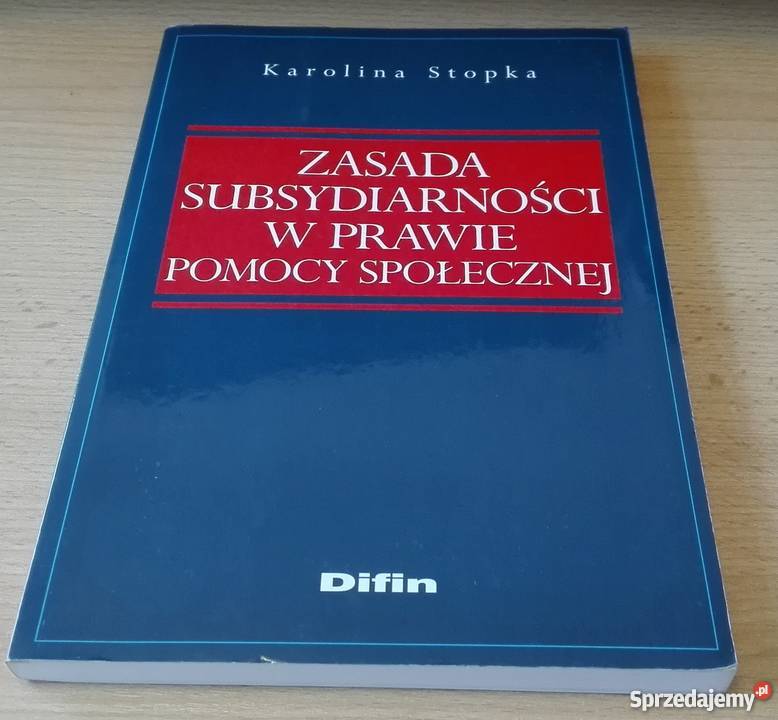 Karolina Stopka
ZASADA
SUBSYDIARNOŚCI
W PRAWIE
POMOCY SPOŁECZNEJ
Difin
Sprzedajemy.pl